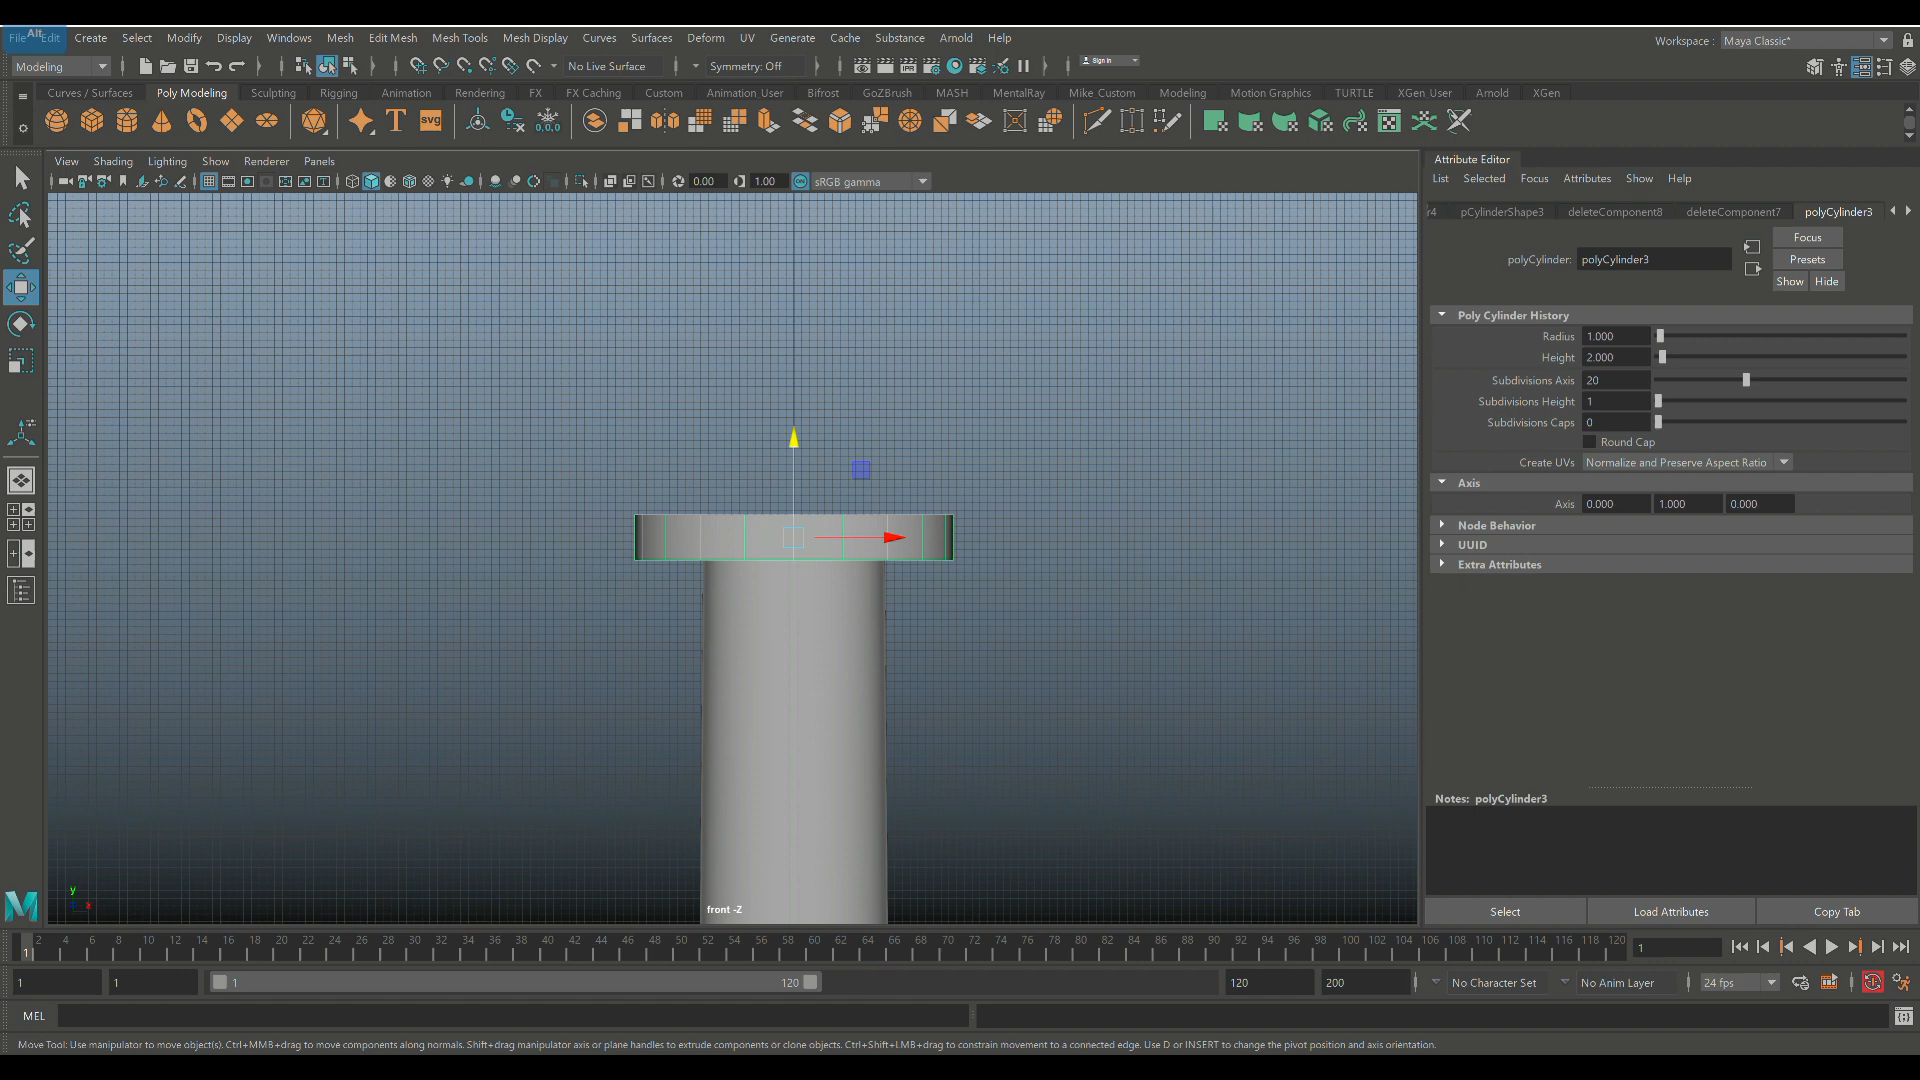 File Alt Edit Create Select Modify Display Windows Mesh Edit Mesh Mesh Tools Mesh Display Curves Surfaces Deform UV Generate Cache Substance Arnold Help
Workspace : Maya Classic*
Modeling No Live Surface Symmetry: Off Sign In
Curves / Surfaces Poly Modeling Sculpting Rigging Animation Rendering FX FX Caching Custom Animation_User Bifrost GoZBrush MASH MentalRay Mike_Custom Modeling Motion Graphics TURTLE XGen_User Arnold XGen
T svg 0,0,0
View Shading Lighting Show Renderer Panels
0.00 1.00 ON sRGB gamma
Attribute Editor
List Selected Focus Attributes Show Help
r4 pCylinderShape3 deleteComponent8 deleteComponent7 polyCylinder3
polyCylinder: polyCylinder3
Focus
Presets
Show Hide
Poly Cylinder History
Radius 1.000
Height 2.000
Subdivisions Axis 20
Subdivisions Height 1
Subdivisions Caps 0
Round Cap
Create UVs Normalize and Preserve Aspect Ratio
Axis
Axis 0.000 1.000 0.000
Node Behavior
UUID
Extra Attributes
Notes: polyCylinder3
Select Load Attributes Copy Tab
y
x
front -Z
2 4 6 8 10 12 14 16 18 20 22 24 26 28 30 32 34 36 38 40 42 44 46 48 50 52 54 56 58 60 62 64 66 68 70 72 74 76 78 80 82 84 86 88 90 92 94 96 98 100 102 104 106 108 110 112 114 116 118 120
1 1
1 1 1 120 120 200 No Character Set No Anim Layer 24 fps
MEL
Move Tool: Use manipulator to move object(s). Ctrl+MMB+drag to move components along normals. Shift+drag manipulator axis or plane handles to extrude components or clone objects. Ctrl+Shift+LMB+drag to constrain movement to a connected edge. Use D or INSERT to change the pivot position and axis orientation.